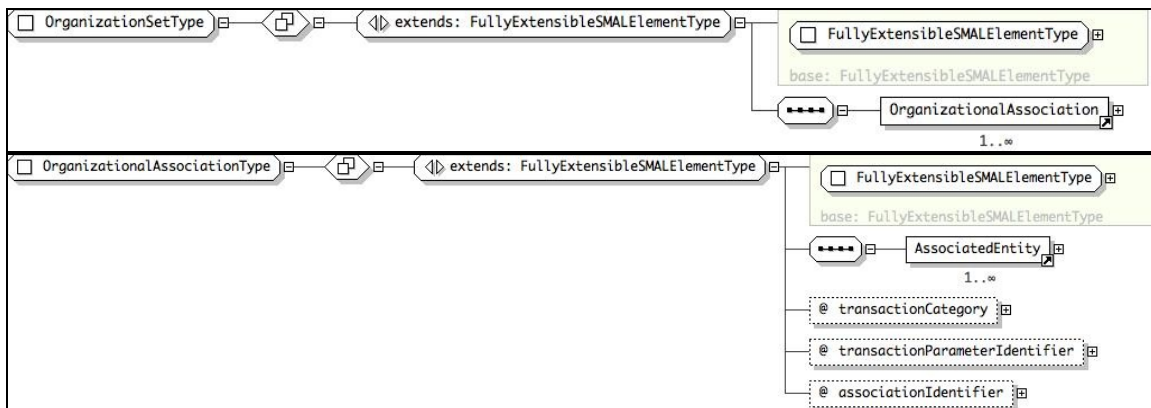 OrganizationSetType
extends: FullyExtensibleSMALElementType
FullyExtensibleSMALElementType
base: FullyExtensibleSMALElementType
OrganizationalAssociation
1..∞
OrganizationalAssociationType
extends: FullyExtensibleSMALElementType
FullyExtensibleSMALElementType
base: FullyExtensibleSMALElementType
AssociatedEntity
1..∞
@ transactionCategory
@ transactionParameterIdentifier
@ associationIdentifier